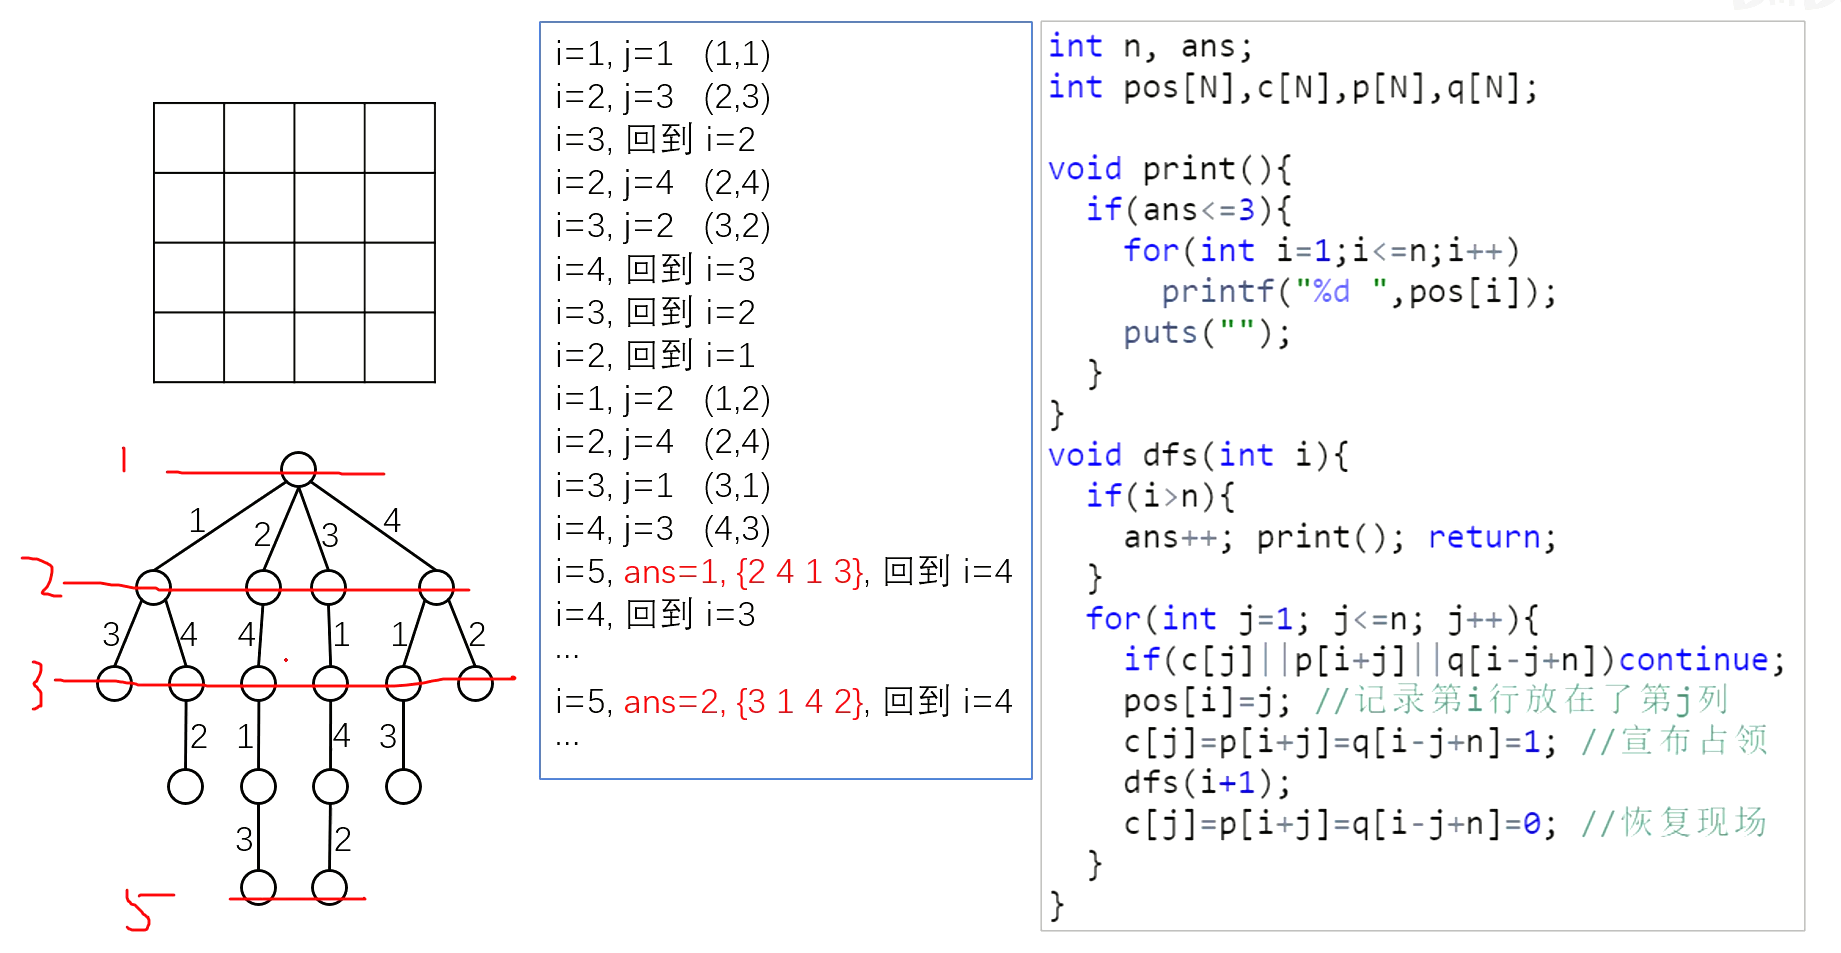 i=1, j=1 (1,1)
i=2, j=3 (2,3)
i=3, 回到 i=2
i=2, j=4 (2,4)
i=3, j=2 (3,2)
i=4, 回到 i=3
i=3, 回到 i=2
i=2, 回到 i=1
i=1, j=2 (1,2)
i=2, j=4 (2,4)
i=3, j=1 (3,1)
i=4, j=3 (4,3)
i=5, ans=1, {2 4 1 3}, 回到 i=4
i=4, 回到 i=3
...
i=5, ans=2, {3 1 4 2}, 回到 i=4
...
int n, ans;
int pos[N],c[N],p[N],q[N];
void print(){
if(ans<=3){
for(int i=1;i<=n;i++)
printf("%d ",pos[i]);
puts("");
}
}
void dfs(int i){
if(i>n){
ans++; print(); return;
}
for(int j=1; j<=n; j++){
if(c[j]||p[i+j]||q[i-j+n])continue;
pos[i]=j; //记录第i行放在了第j列
c[j]=p[i+j]=q[i-j+n]=1; //宣布占领
dfs(i+1);
c[j]=p[i+j]=q[i-j+n]=0; //恢复现场
}
}
1
1 2 3 4
2
3 4 4 1 1 2
3
2 1 4 3
3 2
5